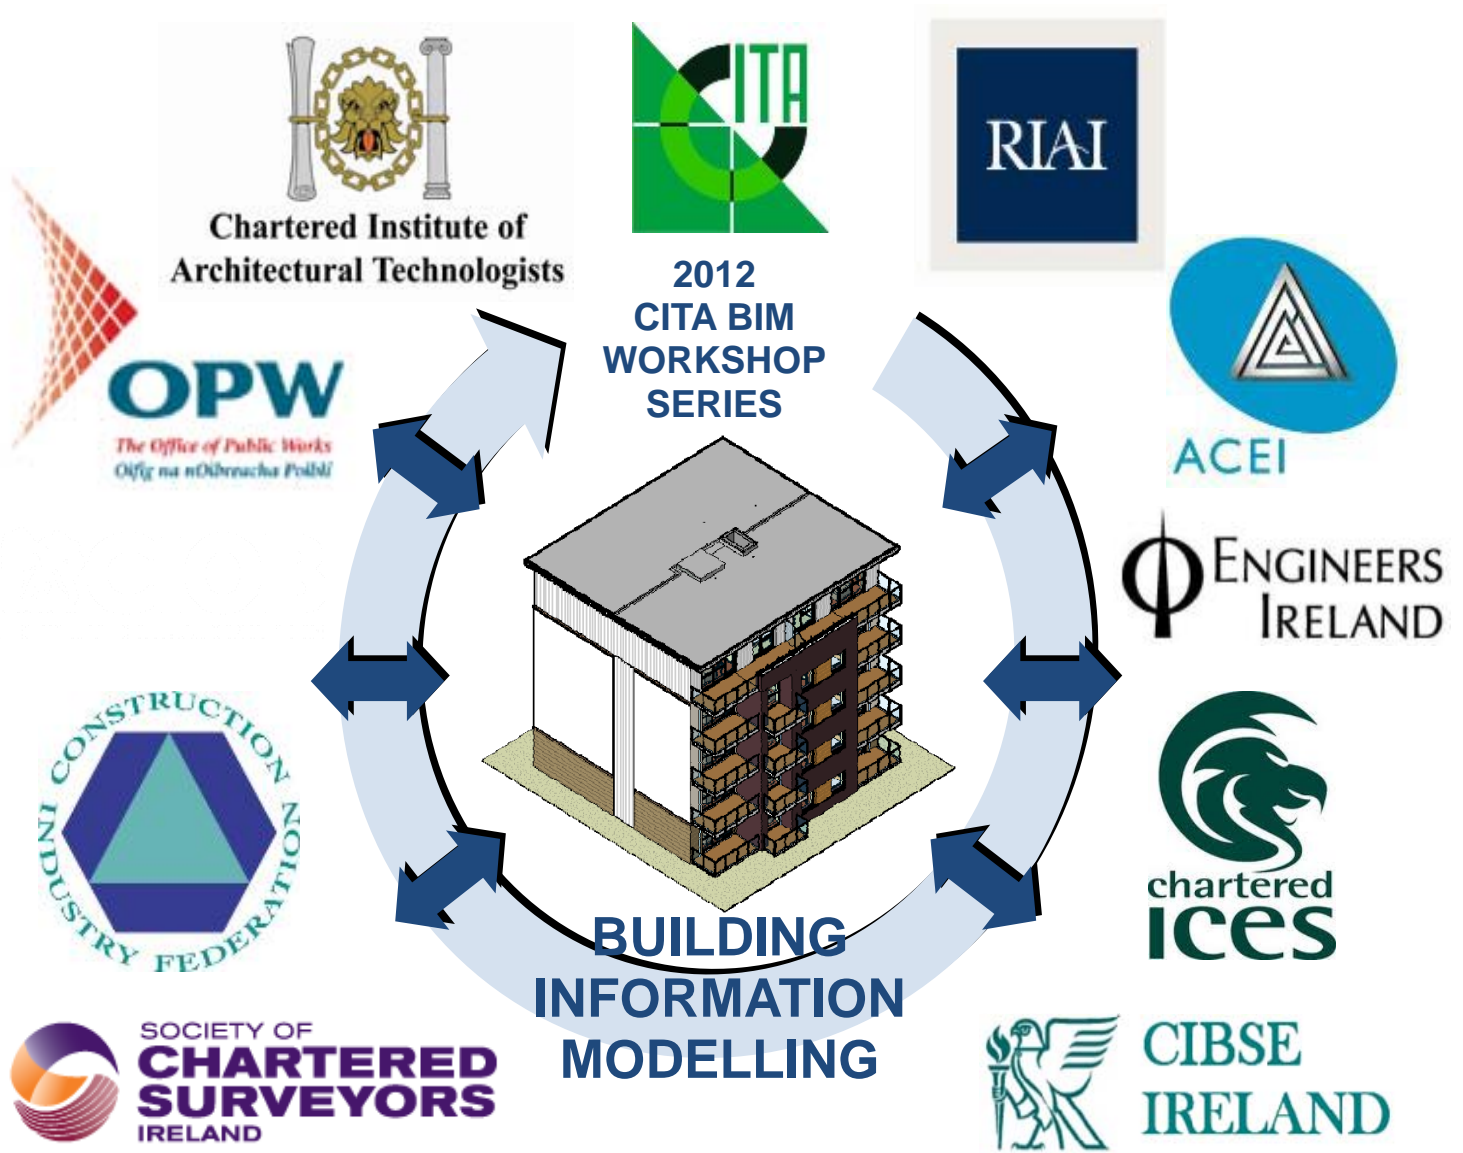 Chartered Institute of
Architectural Technologists
CITA
RIAI
2012
CITA BIM
WORKSHOP
SERIES
OPW
The Office of Public Works
Oifig na nOibreacha Poiblí
ACEI
ENGINEERS
IRELAND
CONSTRUCTION
INDUSTRY FEDERATION
chartered
ices
BUILDING
INFORMATION
MODELLING
SOCIETY OF
CHARTERED
SURVEYORS
IRELAND
CIBSE
IRELAND